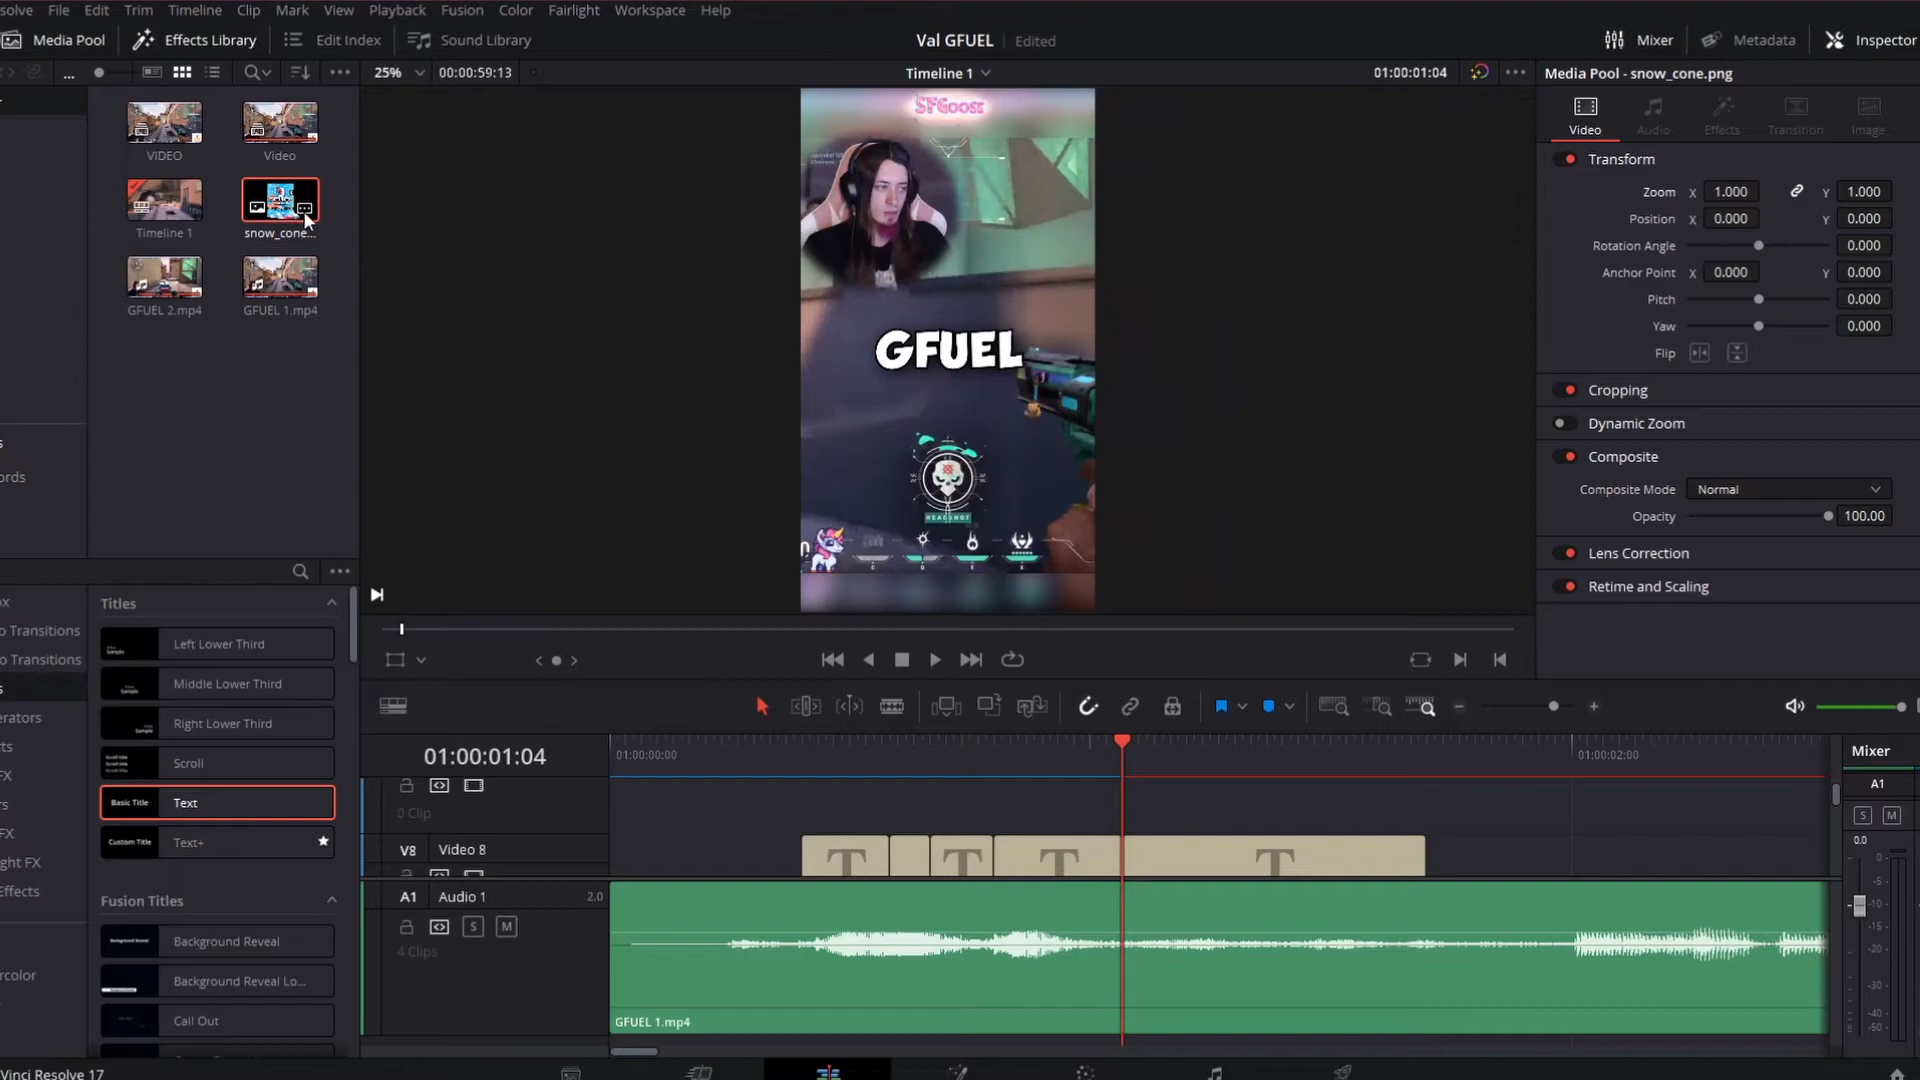 solve File Edit Trim Timeline Clip Mark View Playback Fusion Color Fairlight Workspace Help
Media Pool Effects Library Edit Index Sound Library Val GFUEL Edited Mixer Metadata Inspector
... 25% 00:00:59:13 Timeline 1 01:00:01:04 Media Pool - snow_cone.png
SFGoose
Video Audio Effects Transition Image
VIDEO Video
Transform
Zoom X 1.000 Y 1.000
Position X 0.000 Y 0.000
Timeline 1 snow_cone...
Rotation Angle 0.000
Anchor Point X 0.000 Y 0.000
Pitch 0.000
GFUEL 2.mp4 GFUEL 1.mp4
Yaw 0.000
GFUEL
Flip
Cropping
Dynamic Zoom
Composite
ords
Composite Mode Normal
Opacity 100.00
HEADSHOT
Lens Correction
Retime and Scaling
Titles
o Transitions
Sample Left Lower Third
o Transitions
Sample Middle Lower Third
erators
Sample Right Lower Third
ts
01:00:01:04 01:00:00:00 01:00:02:00 Mixer
Scroll
FX
A1
rs
Basic Title Text
0 Clip
S M
FX
Custom Title Text+
V8 Video 8 T T T T
0.0
ght FX
Effects
Fusion Titles
A1 Audio 1 2.0
S M
4 Clips
Background Reveal Background Reveal
rcolor
Background Reveal Lo...
Call Out
GFUEL 1.mp4
0
-5
-10
-15
-20
-30
-40
-50
Vinci Resolve 17